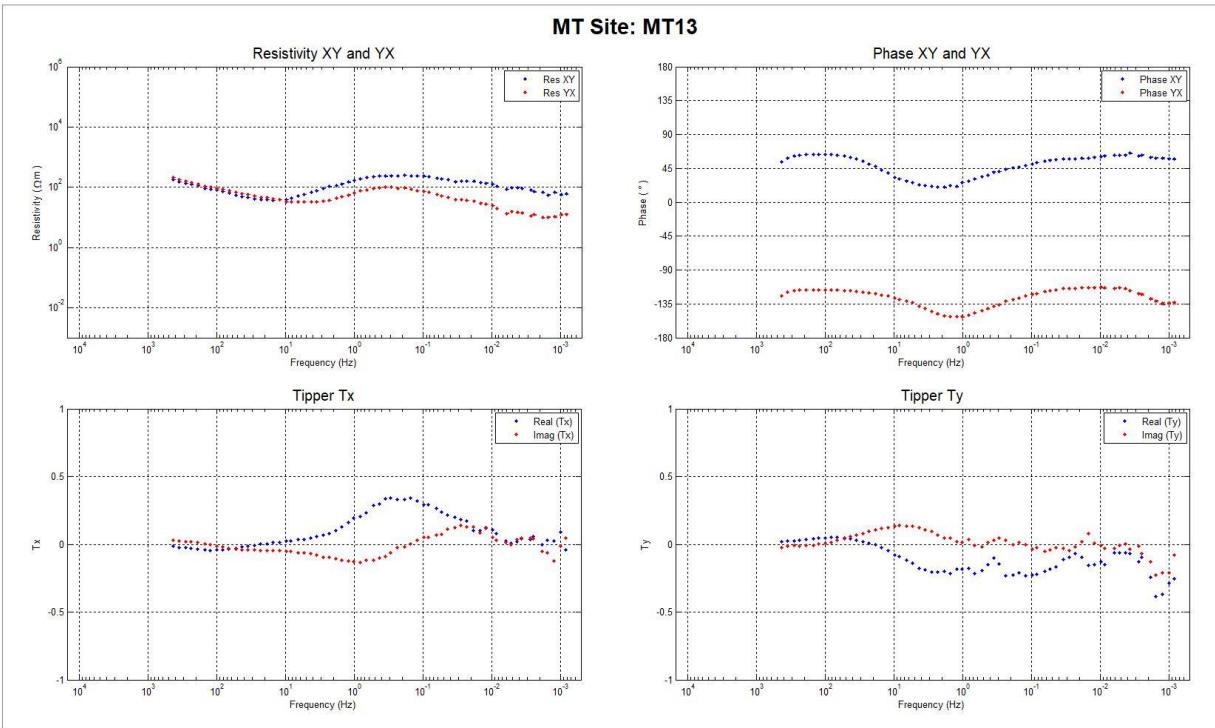 MT Site: MT13
Resistivity XY and YX
10^6
10^4
10^2
10^0
10^-2
Resistivity (Ωm)
Res XY
Res YX
10^4 10^3 10^2 10^1 10^0 10^-1 10^-2 10^-3
Frequency (Hz)
Phase XY and YX
180
135
90
45
0
-45
-90
-135
-180
Phase (°)
Phase XY
Phase YX
10^4 10^3 10^2 10^1 10^0 10^-1 10^-2 10^-3
Frequency (Hz)
Tipper Tx
1
0.5
0
-0.5
-1
Tx
Real (Tx)
Imag (Tx)
10^4 10^3 10^2 10^1 10^0 10^-1 10^-2 10^-3
Frequency (Hz)
Tipper Ty
1
0.5
0
-0.5
-1
Ty
Real (Ty)
Imag (Ty)
10^4 10^3 10^2 10^1 10^0 10^-1 10^-2 10^-3
Frequency (Hz)